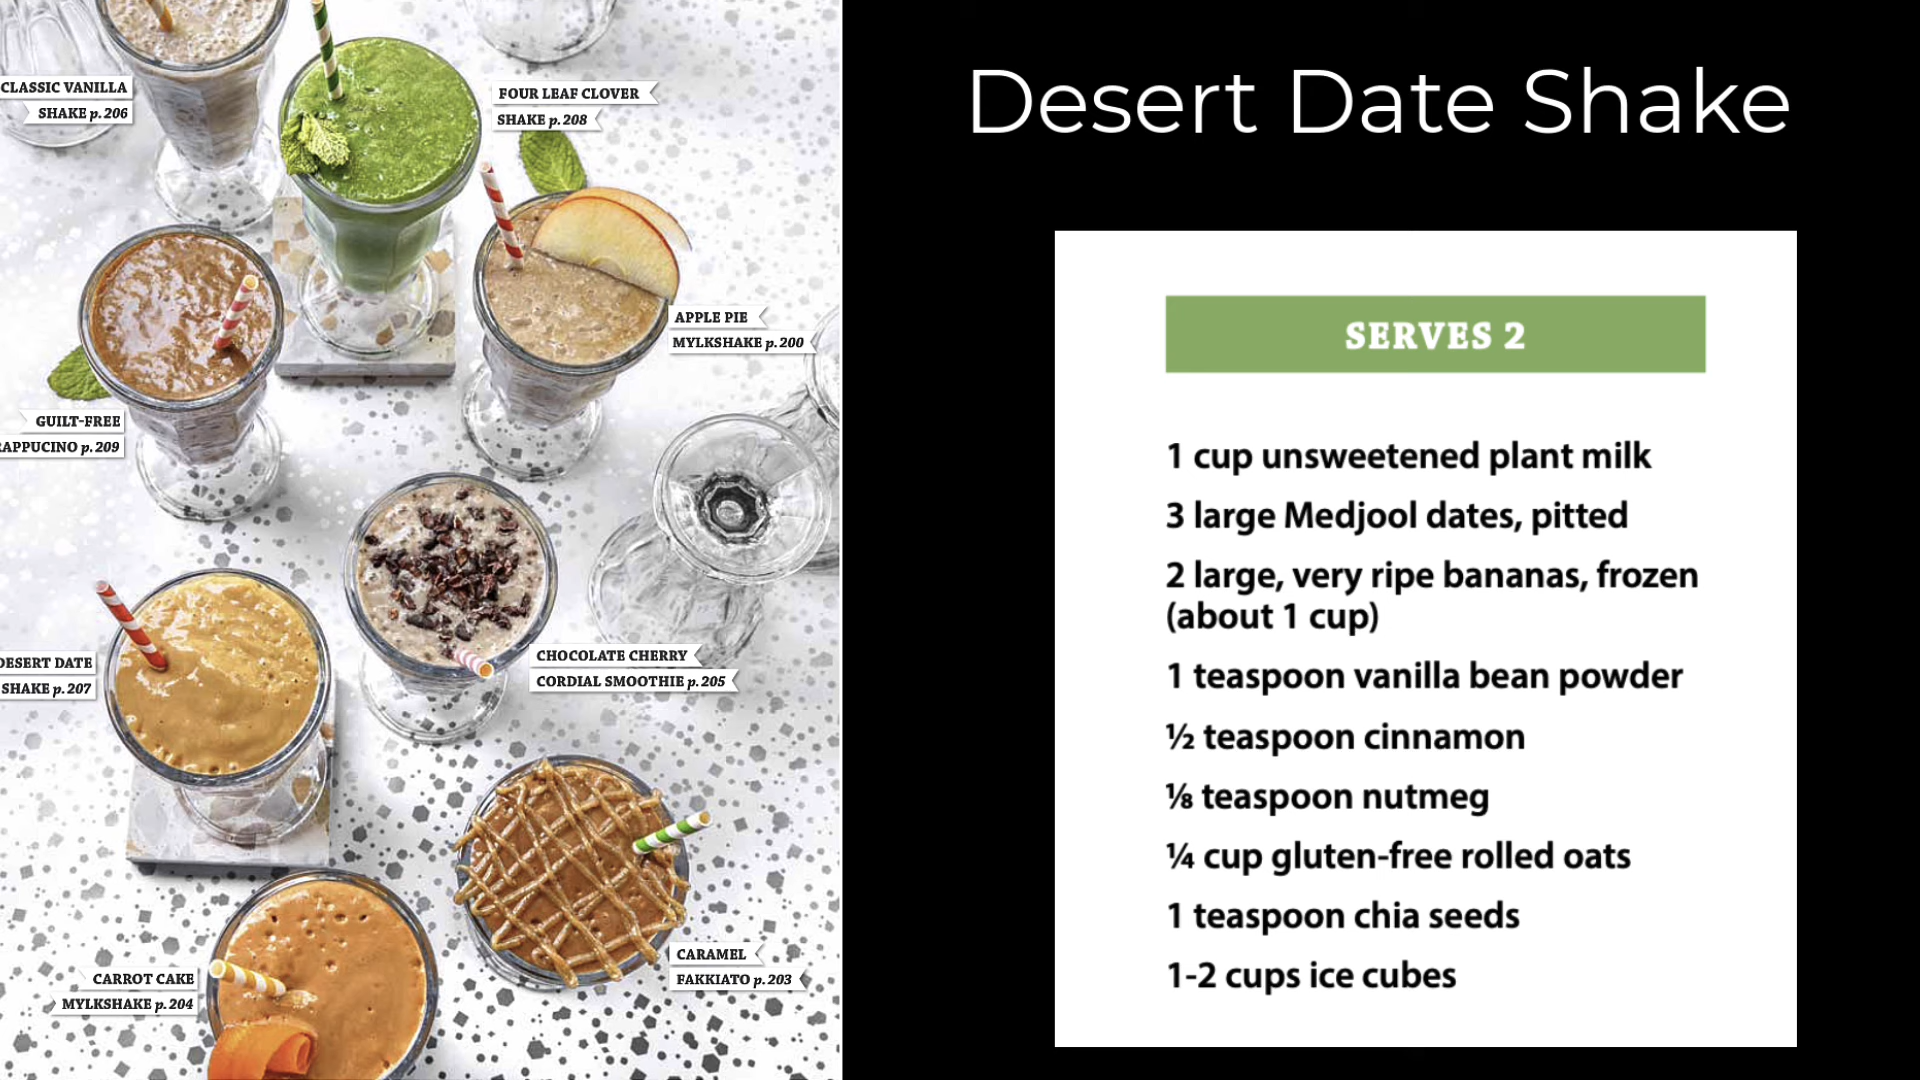 CLASSIC VANILLA
SHAKE p. 206
FOUR LEAF CLOVER
SHAKE p. 208
APPLE PIE
MYLKSHAKE p. 200
GUILT-FREE
p. 209
DESERT DATE
SHAKE p. 207
CHOCOLATE CHERRY
CORDIAL SMOOTHIE p. 205
CARAMEL
FAKKIATO p. 203
CARROT CAKE
MYLKSHAKE p. 204
Desert Date Shake
SERVES 2
1 cup unsweetened plant milk
3 large Medjool dates, pitted
2 large, very ripe bananas, frozen
(about 1 cup)
1 teaspoon vanilla bean powder
½ teaspoon cinnamon
⅛ teaspoon nutmeg
¼ cup gluten-free rolled oats
1 teaspoon chia seeds
1-2 cups ice cubes